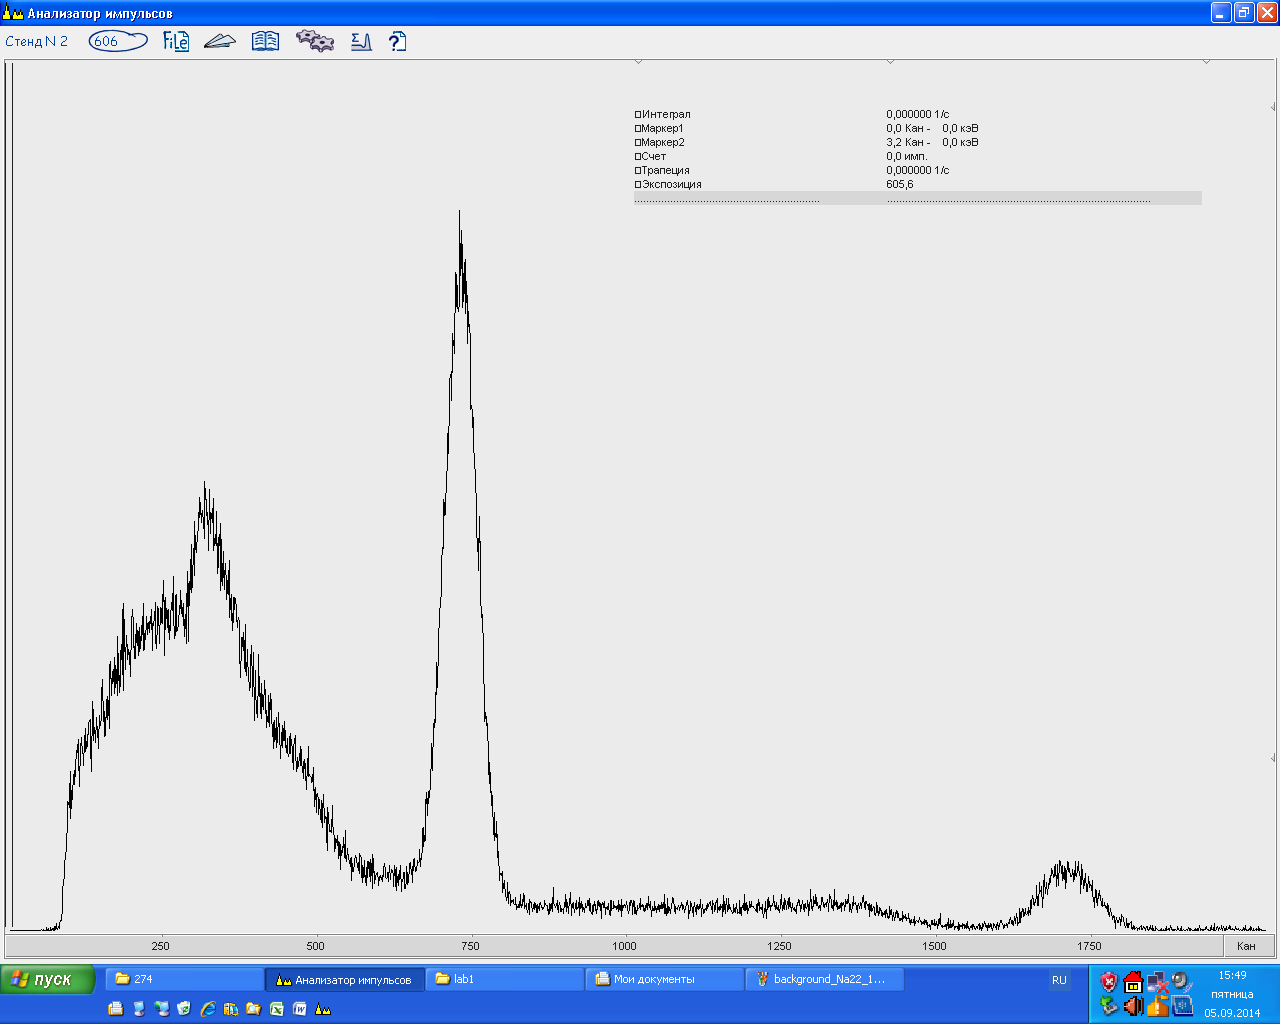 Анализатор импульсов
Стенд N 2 606 FiLe
Интеграл 0,000000 1/с
Маркер1 0,0 Кан - 0,0 кэВ
Маркер2 3,2 Кан - 0,0 кэВ
Счет 0,0 имп.
Трапеция 0,000000 1/с
Экспозиция 605,6
250 500 750 1000 1250 1500 1750 Кан
пуск 274 Анализатор импульсов lab1 Мои документы background_Na22_1... RU 15:49
пятница
05.09.2014